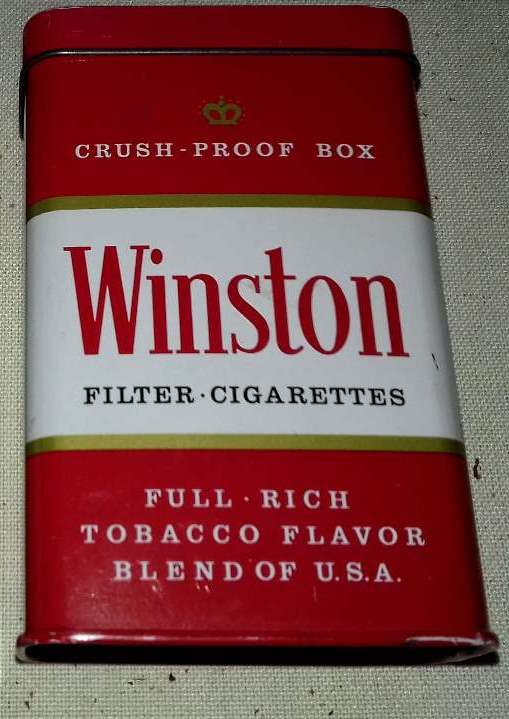 CRUSH-PROOF BOX
Winston
FILTER·CIGARETTES
FULL·RICH
TOBACCO FLAVOR
BLEND OF U.S.A.